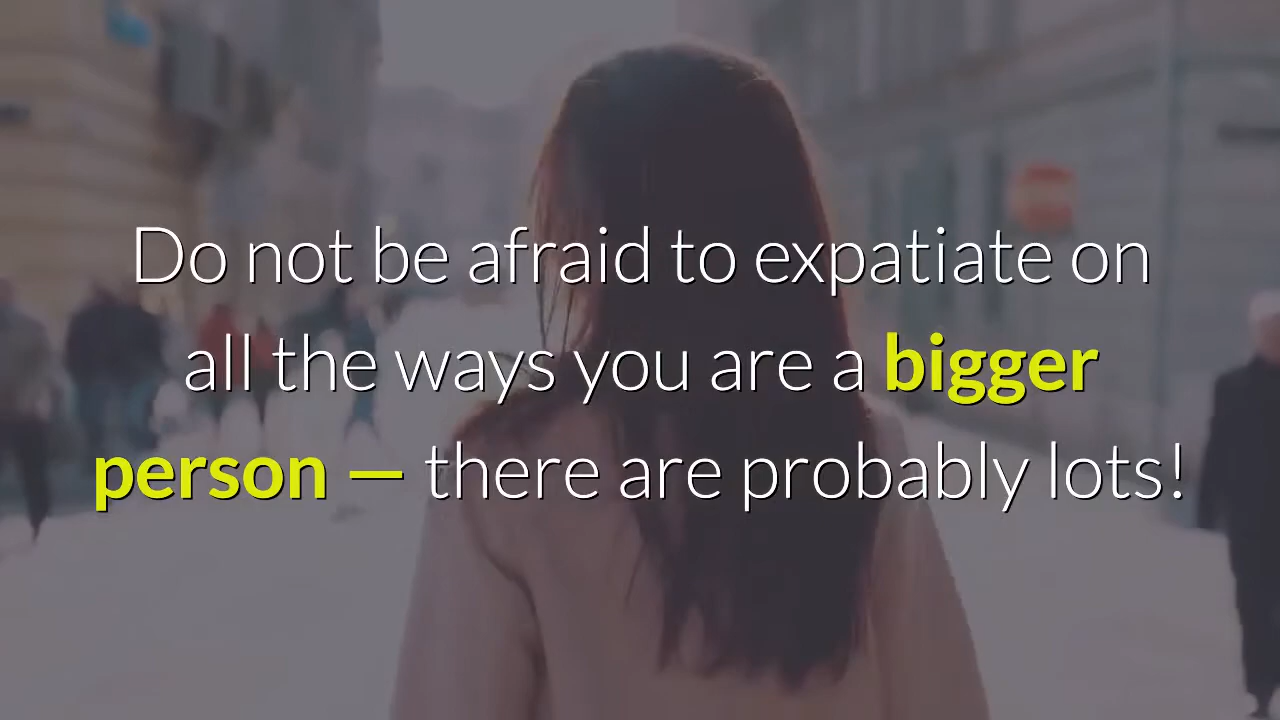 Do not be afraid to expatiate on
all the ways you are a bigger
person — there are probably lots!